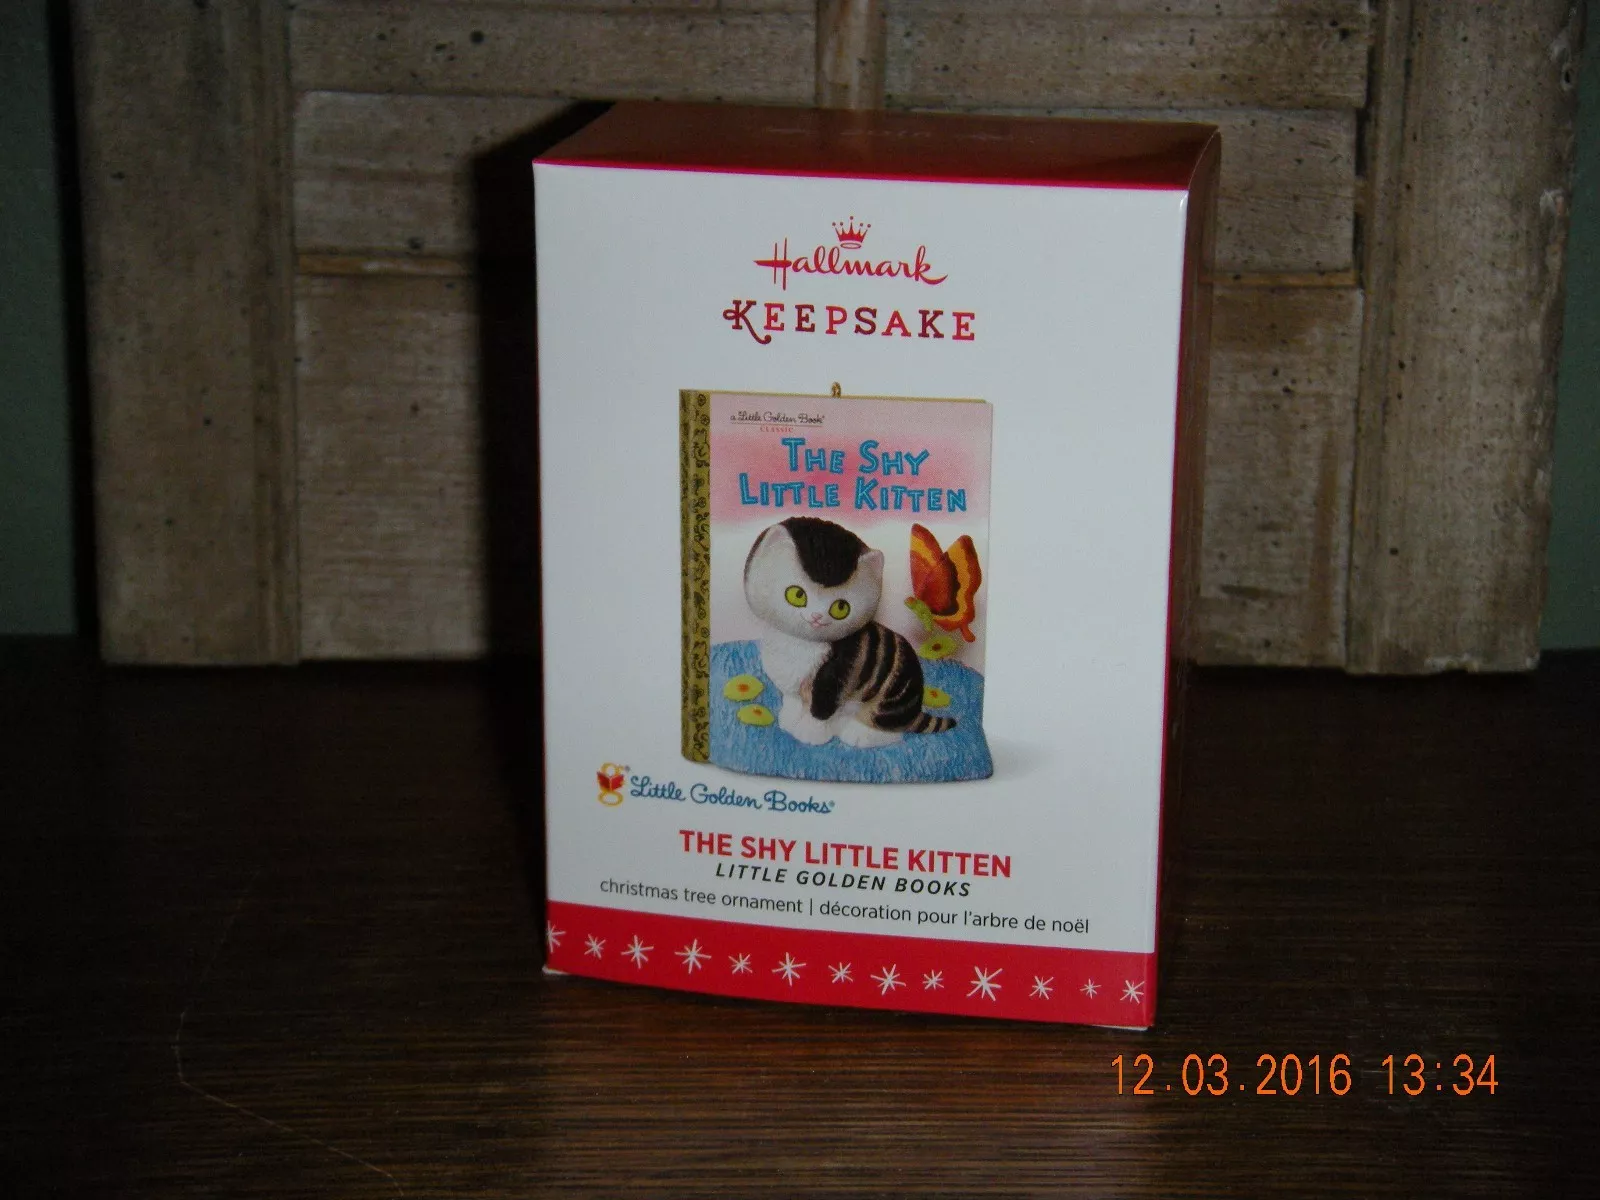 Hallmark
KEEPSAKE
a Little Golden Book®
CLASSIC
THE SHY
LITTLE KITTEN
Little Golden Books®
THE SHY LITTLE KITTEN
LITTLE GOLDEN BOOKS
christmas tree ornament | décoration pour l'arbre de noël
12.03.2016 13:34